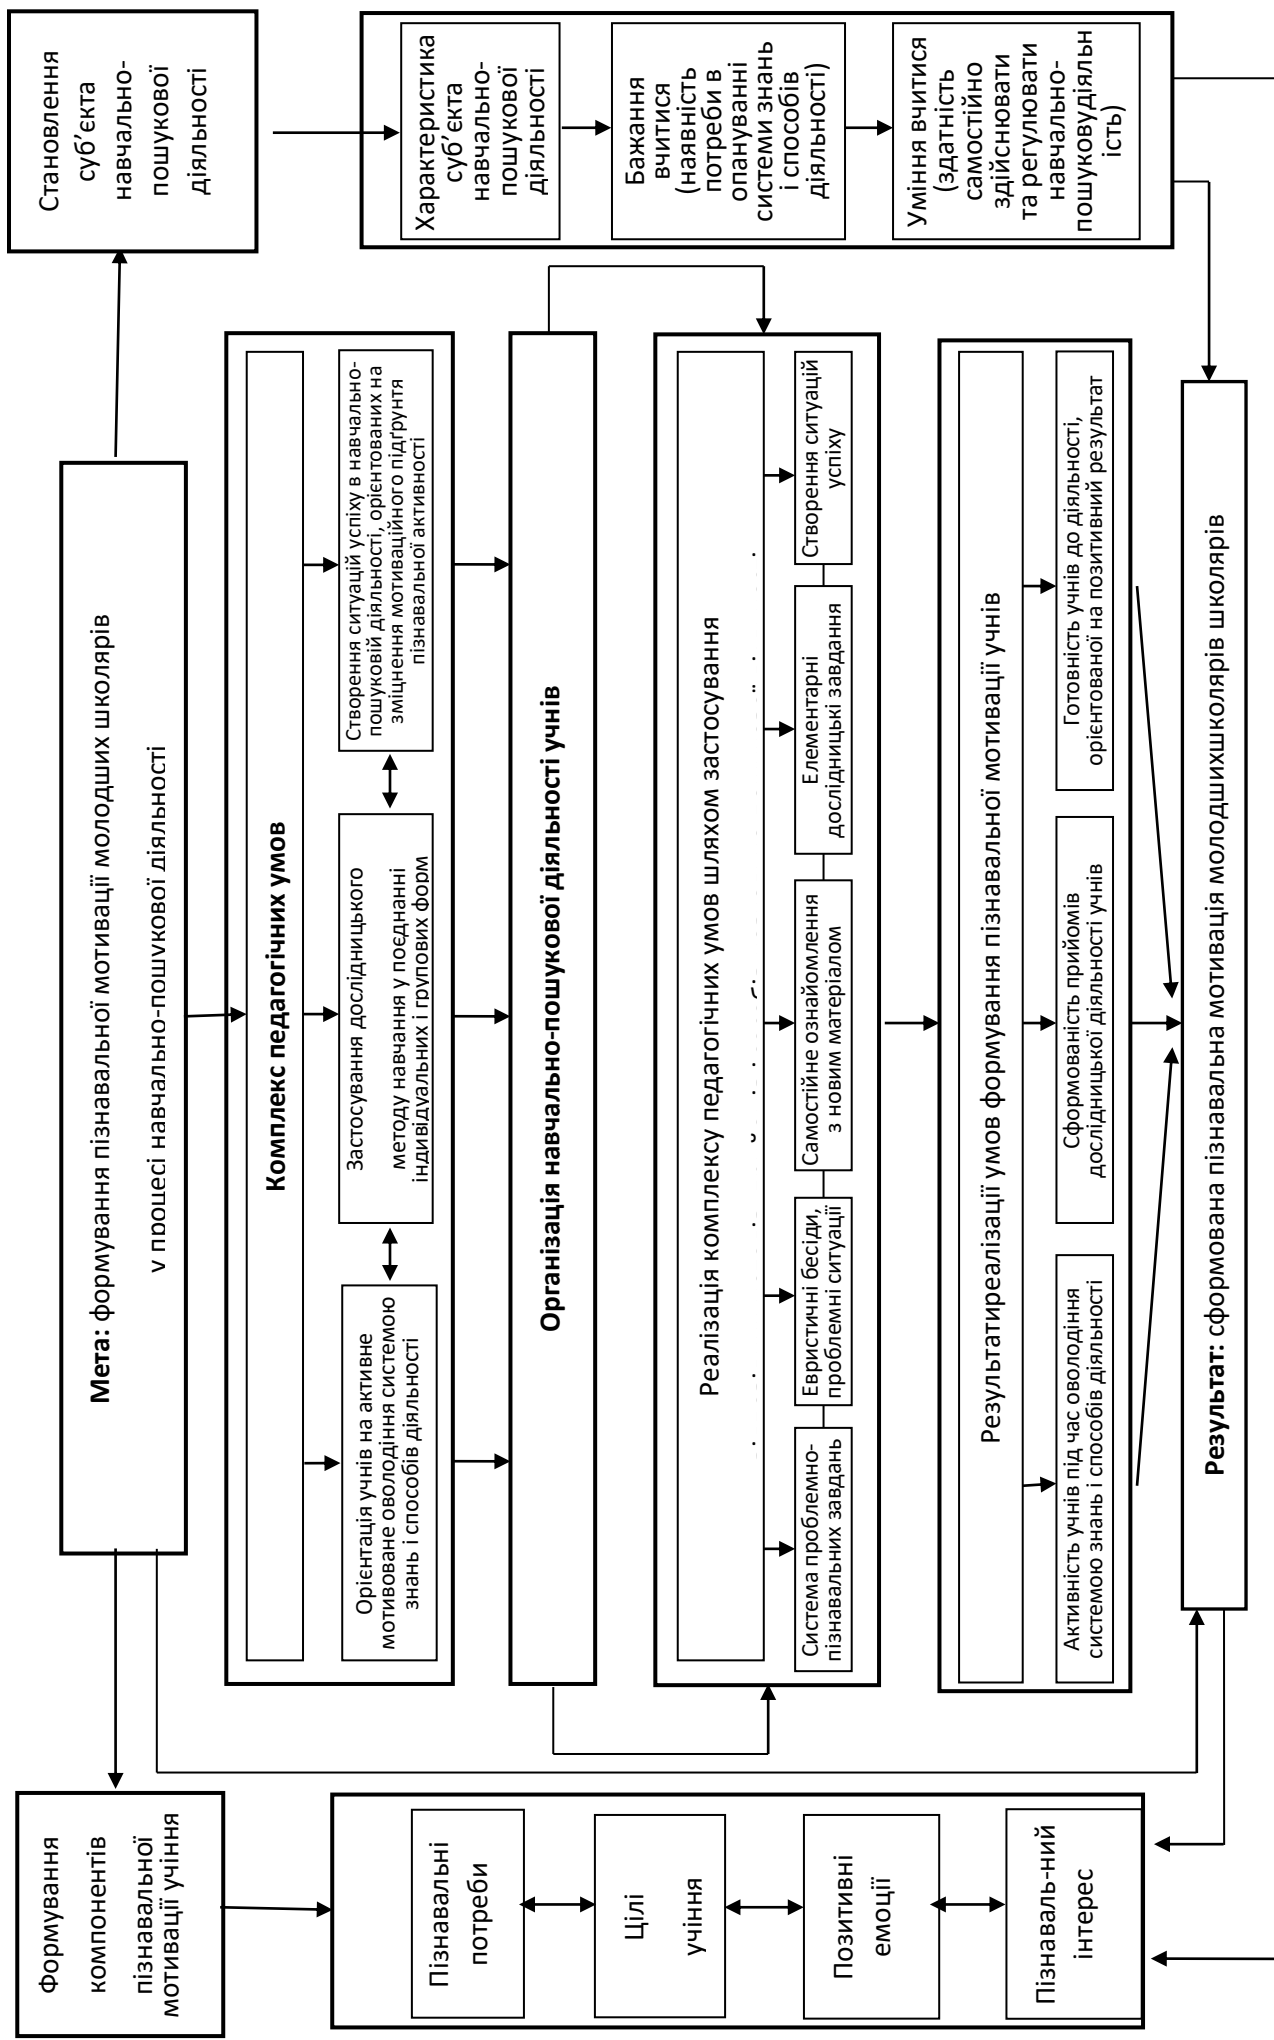 Мета: формування пізнавальної мотивації молодших школярів
у процесі навчально-пошукової діяльності
Формування
компонентів
пізнавальної
мотивації учіння
Становлення
суб’єкта
навчально-
пошукової
діяльності
Пізнавальні
потреби
Цілі
учіння
Позитивні
емоції
Пізнаваль-ний
інтерес
Комплекс педагогічних умов
Орієнтація учнів на активне
мотивоване оволодіння системою
знань і способів діяльності
Застосування дослідницького
методу навчання у поєднанні
індивідуальних і групових форм
Створення ситуацій успіху в навчально-
пошуковій діяльності, орієнтованих на
зміцнення мотиваційного підґрунтя
пізнавальної активності
Організація навчально-пошукової діяльності учнів
Реалізація комплексу педагогічних умов шляхом застосування
Система проблемно-
пізнавальних завдань
Евристичні бесіди,
проблемні ситуації
Самостійне ознайомлення
з новим матеріалом
Елементарні
дослідницькі завдання
Створення ситуацій
успіху
Результатиреалізації умов формування пізнавальної мотивації учнів
Активність учнів під час оволодіння
системою знань і способів діяльності
Сформованість прийомів
дослідницької діяльності учнів
Готовність учнів до діяльності,
орієнтованої на позитивний результат
Результат: сформована пізнавальна мотивація молодшихшколярів школярів
Характеристика
суб’єкта
навчально-
пошукової
діяльності
Бажання
вчитися
(наявність
потреби в
опануванні
системи знань
і способів
діяльності)
Уміння вчитися
(здатність
самостійно
здійснювати
та регулювати
навчально-
пошуковудіяльн
ість)